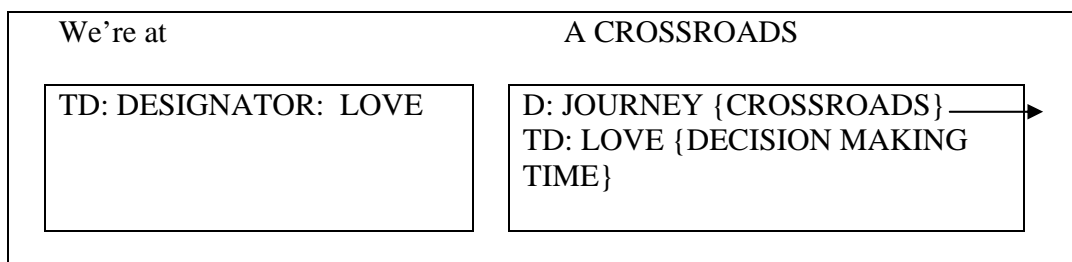 We’re at A CROSSROADS
TD: DESIGNATOR: LOVE
D: JOURNEY {CROSSROADS}
TD: LOVE {DECISION MAKING
TIME}